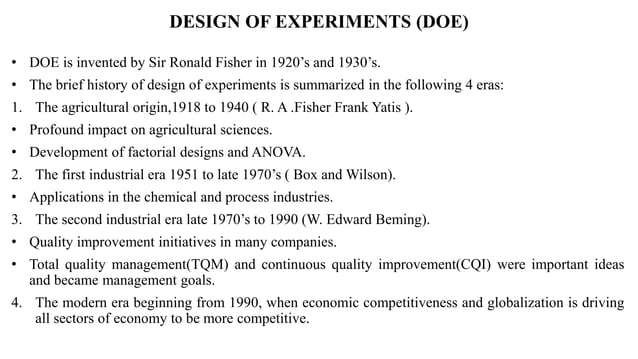 DESIGN OF EXPERIMENTS (DOE)
• DOE is invented by Sir Ronald Fisher in 1920’s and 1930’s.
• The brief history of design of experiments is summarized in the following 4 eras:
1. The agricultural origin,1918 to 1940 ( R. A .Fisher Frank Yatis ).
• Profound impact on agricultural sciences.
• Development of factorial designs and ANOVA.
2. The first industrial era 1951 to late 1970’s ( Box and Wilson).
• Applications in the chemical and process industries.
3. The second industrial era late 1970’s to 1990 (W. Edward Beming).
• Quality improvement initiatives in many companies.
• Total quality management(TQM) and continuous quality improvement(CQI) were important ideas
and became management goals.
4. The modern era beginning from 1990, when economic competitiveness and globalization is driving
all sectors of economy to be more competitive.